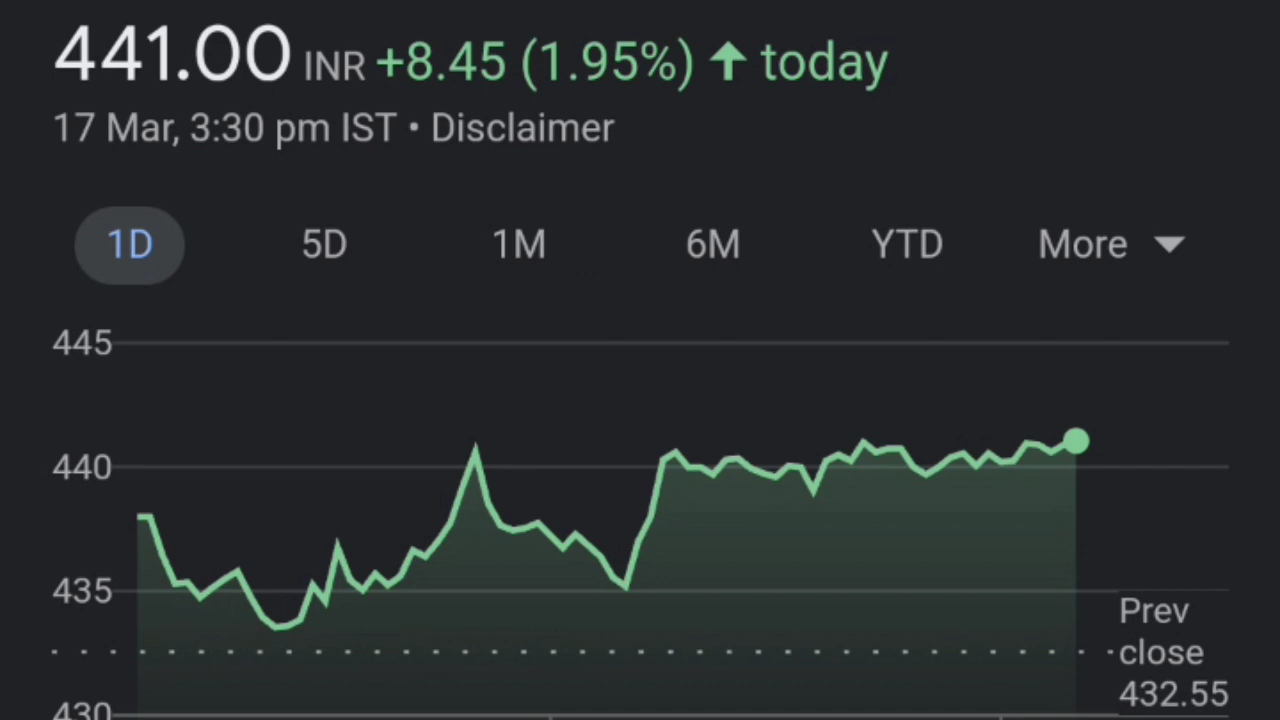 441.00 INR +8.45 (1.95%) ↑ today
17 Mar, 3:30 pm IST • Disclaimer
1D 5D 1M 6M YTD More
445
440
435
Prev
close
432.55
430